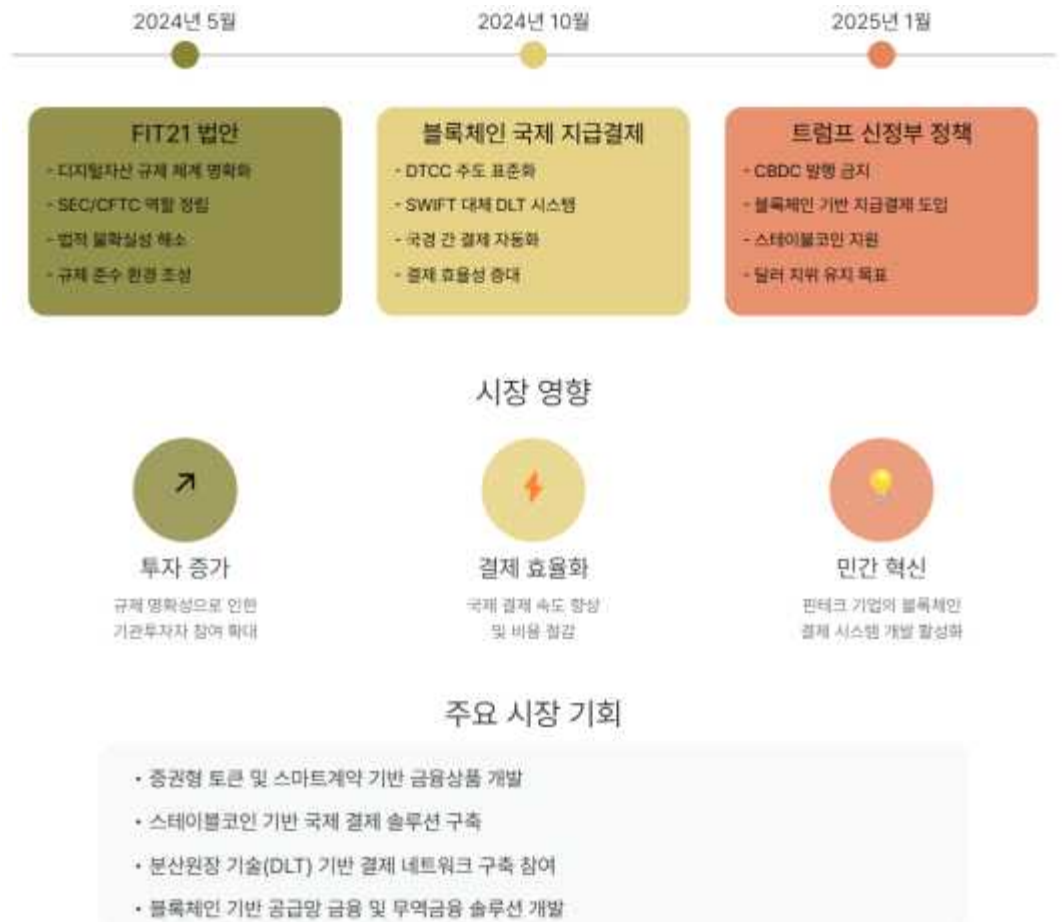 2024년 5월
2024년 10월
2025년 1월
FIT21 법안
- 디지털자산 규제 체계 명확화
- SEC/CFTC 역할 정립
- 법적 불확실성 해소
- 규제 준수 환경 조성
블록체인 국제 지급결제
- DTCC 주도 표준화
- SWIFT 대체 DLT 시스템
- 국경 간 결제 자동화
- 결제 효율성 증대
트럼프 신정부 정책
- CBDC 발행 금지
- 블록체인 기반 지급결제 도입
- 스테이블코인 지원
- 달러 지위 유지 목표
시장 영향
투자 증가
규제 명확성으로 인한
기관투자자 참여 확대
결제 효율화
국제 결제 속도 향상
및 비용 절감
민간 혁신
핀테크 기업의 블록체인
결제 시스템 개발 활성화
주요 시장 기회
• 증권형 토큰 및 스마트계약 기반 금융상품 개발
• 스테이블코인 기반 국제 결제 솔루션 구축
• 분산원장 기술(DLT) 기반 결제 네트워크 구축 참여
• 블록체인 기반 공급망 금융 및 무역금융 솔루션 개발